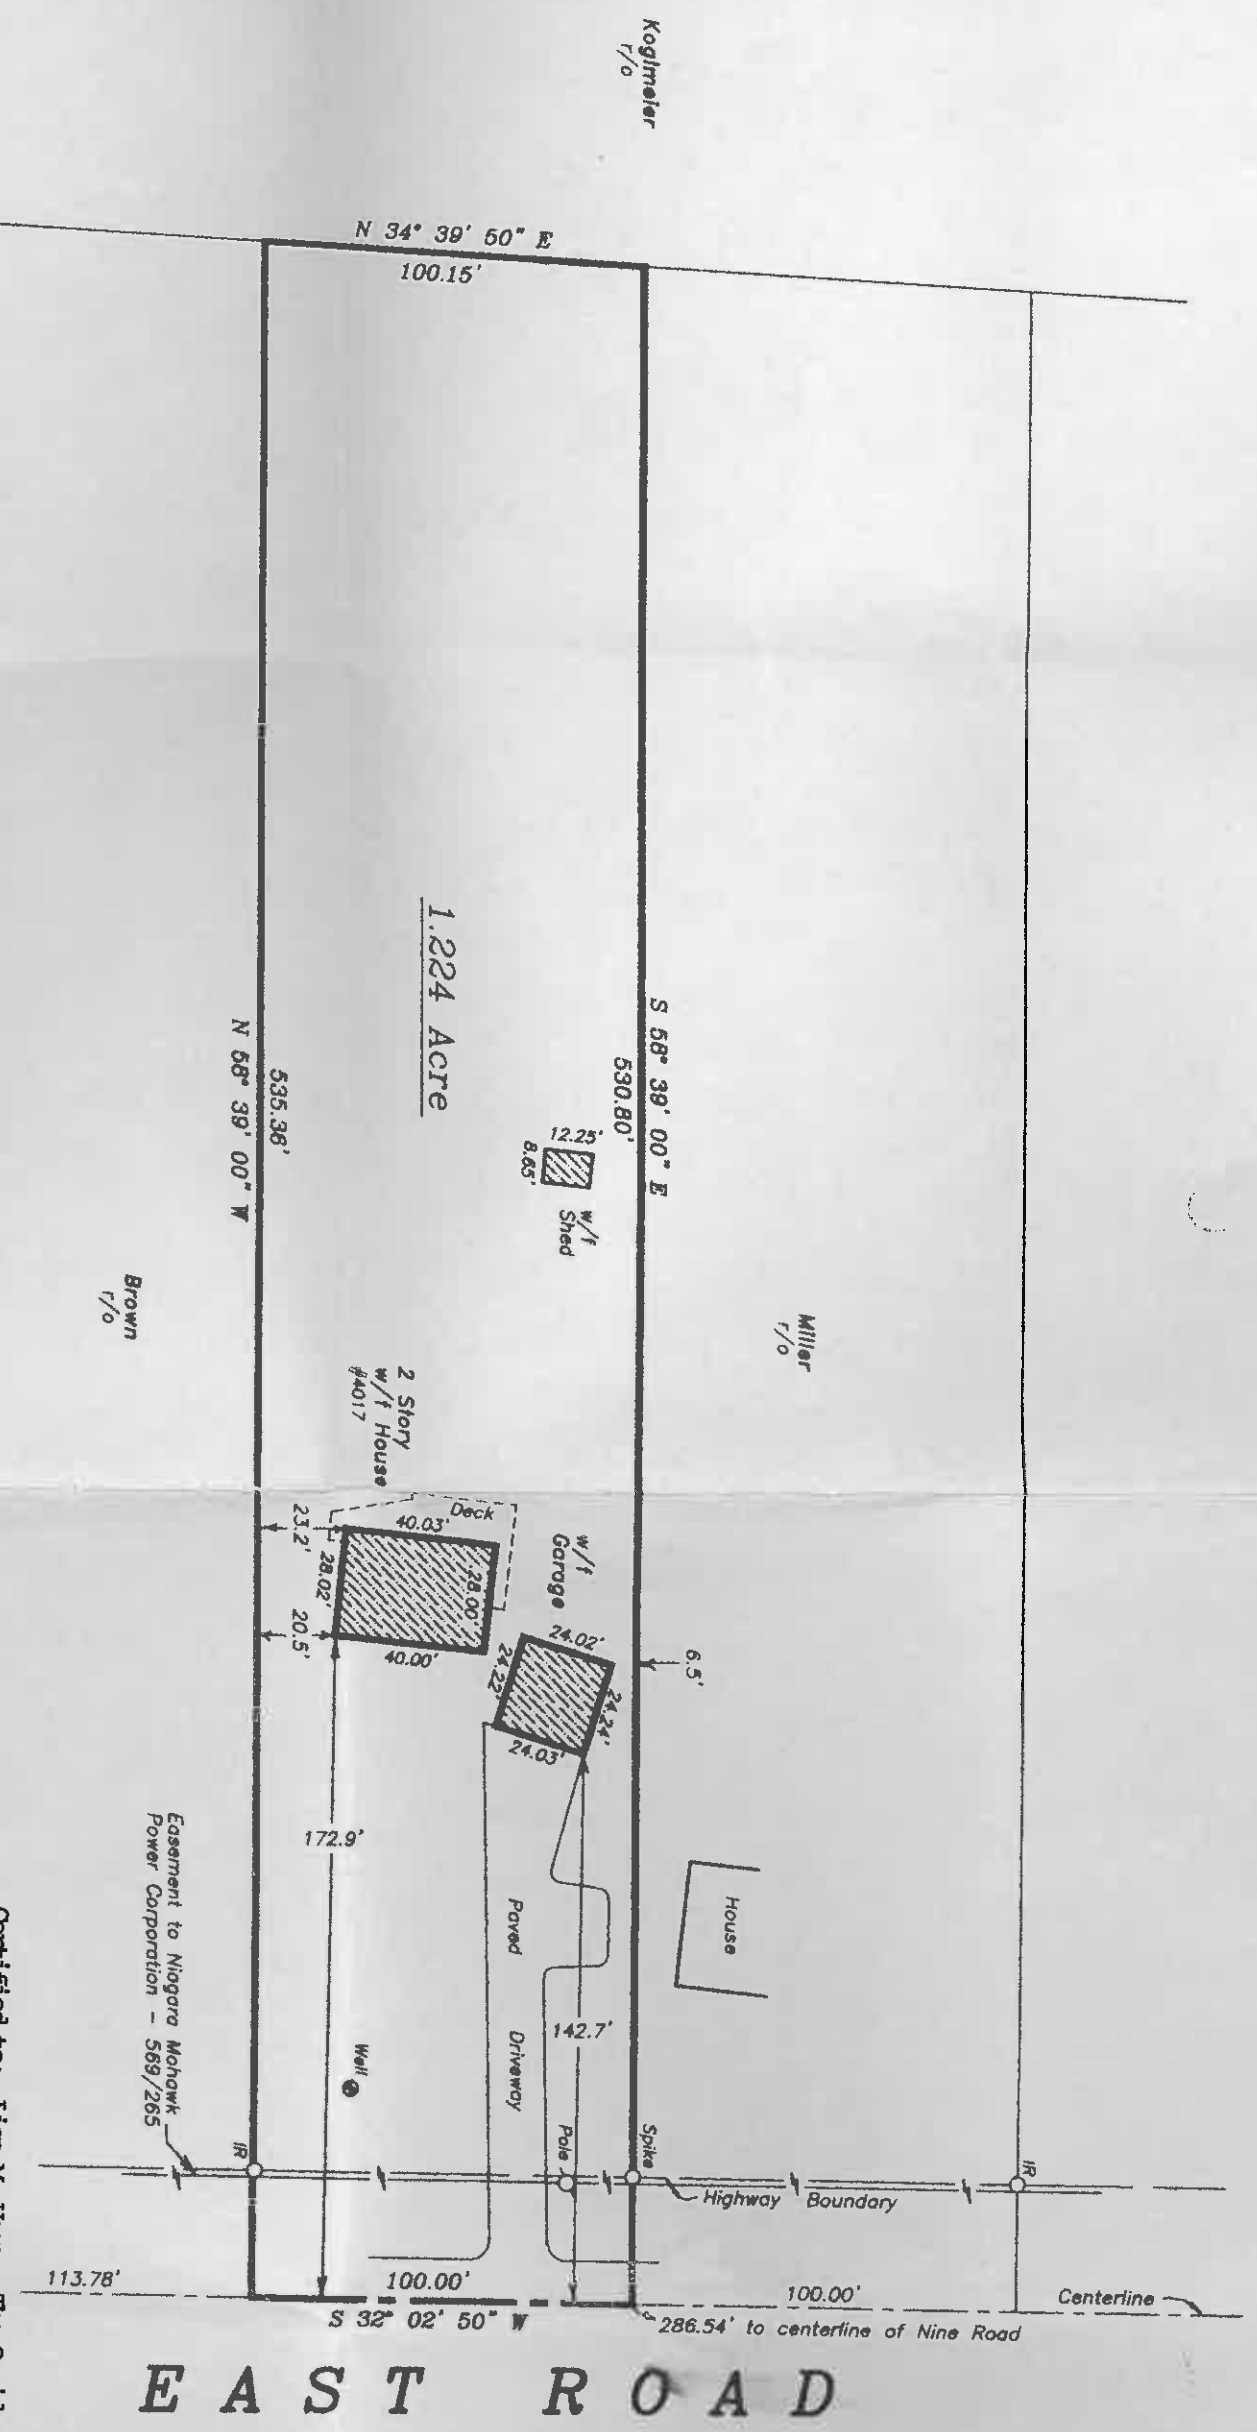 Koglmeier
r/o
N 34° 39' 50" E
100.15'
1.224 Acre
S 58° 39' 00" E
530.80'
535.36'
N 58° 39' 00" W
12.25'
8.65'
w/f
Shed
Brown
r/o
Miller
r/o
2 Story
w/f House
#4017
Deck
40.03'
28.00'
28.02'
40.00'
23.2'
20.5'
w/f
Garage
24.02'
24.22'
24.24'
24.03'
6.5'
172.9'
142.7'
House
Paved Driveway
Well
Pole
Spike
IR
IR
Easement to Niagara Mohawk
Power Corporation - 569/265
Highway Boundary
113.78'
100.00'
S 32° 02' 50" W
100.00'
Centerline
286.54' to centerline of Nine Road
EAST ROAD